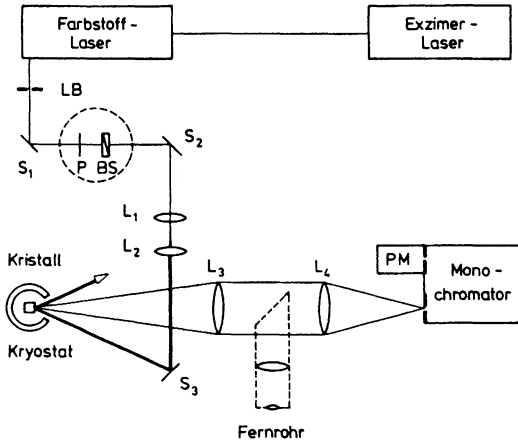 Farbstoff-
Laser
Exzimer-
Laser
LB
S₁
P
BS
S₂
L₁
L₂
Kristall
L₃
L₄
PM
Mono-
chromator
Kryostat
S₃
Fernrohr